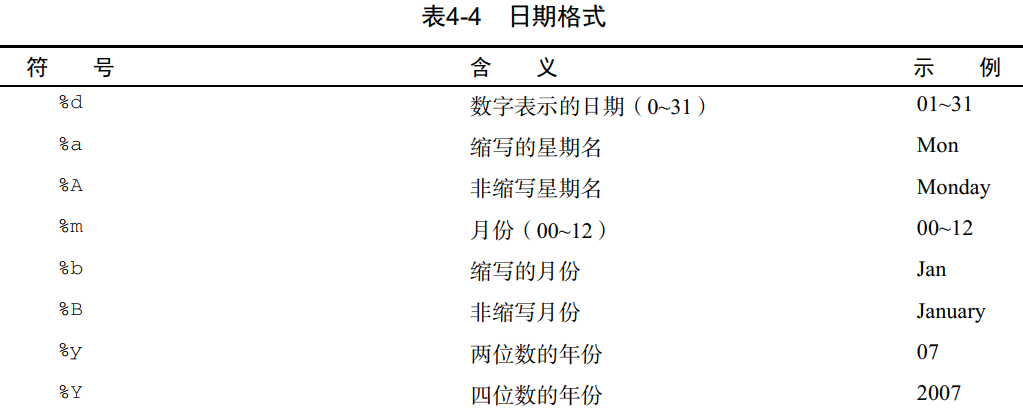 表4-4 日期格式
符 号 含 义 示 例
%d 数字表示的日期（0~31） 01~31
%a 缩写的星期名 Mon
%A 非缩写星期名 Monday
%m 月份（00~12） 00~12
%b 缩写的月份 Jan
%B 非缩写月份 January
%y 两位数的年份 07
%Y 四位数的年份 2007